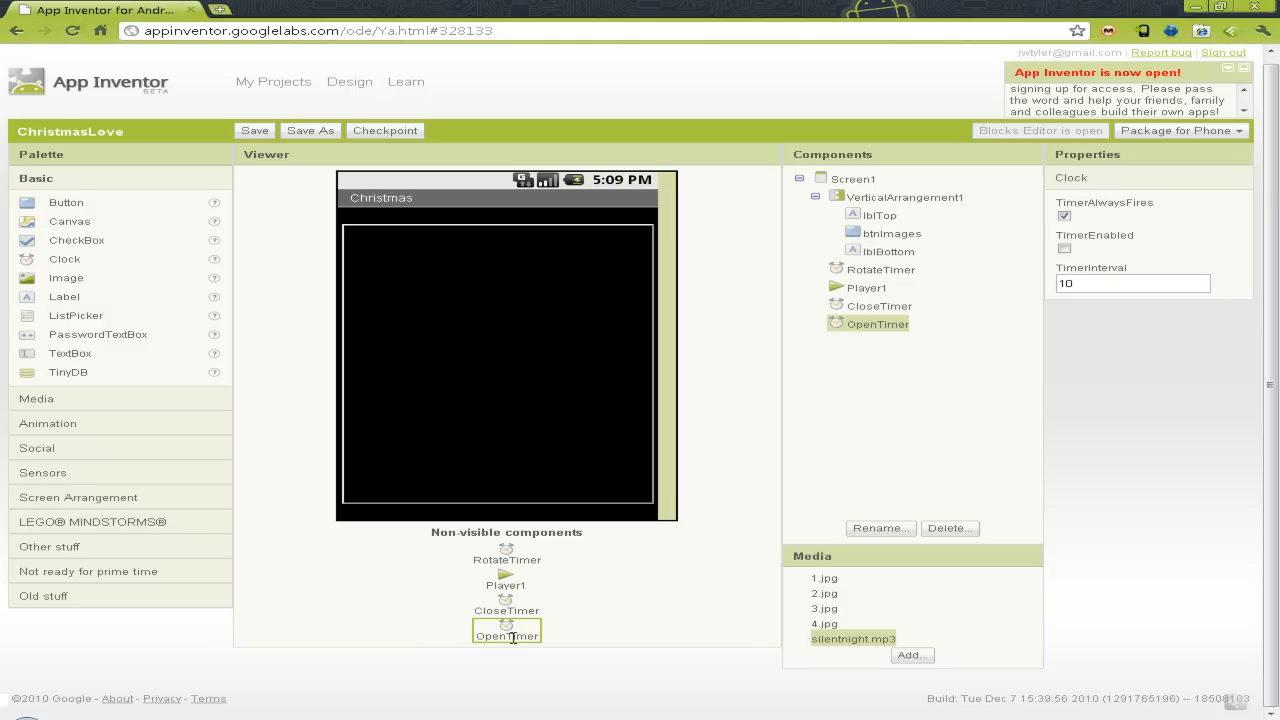 App Inventor for Andr...
appinventor.googlelabs.com/ode/Ya.html#328133
jwtyler@gmail.com | Report bug | Sign out
App Inventor BETA
My Projects Design Learn
App Inventor is now open!
signing up for access. Please pass
the word and help your friends, family
and colleagues build their own apps!
ChristmasLove
Save
Save As
Checkpoint
Blocks Editor is open
Package for Phone
Palette
Basic
Button ?
Canvas ?
CheckBox ?
Clock ?
Image ?
Label ?
ListPicker ?
PasswordTextBox ?
TextBox ?
TinyDB ?
Media
Animation
Social
Sensors
Screen Arrangement
LEGO® MINDSTORMS®
Other stuff
Not ready for prime time
Old stuff
Viewer
5:09 PM
Christmas
Non-visible components
RotateTimer
Player1
CloseTimer
OpenTimer
Components
Screen1
VerticalArrangement1
lblTop
btnImages
lblBottom
RotateTimer
Player1
CloseTimer
OpenTimer
Rename...
Delete...
Media
1.jpg
2.jpg
3.jpg
4.jpg
silentnight.mp3
Add...
Properties
Clock
TimerAlwaysFires
TimerEnabled
TimerInterval
10
©2010 Google - About - Privacy - Terms
Build: Tue Dec 7 15:39:56 2010 (1291765196) -- 18508103